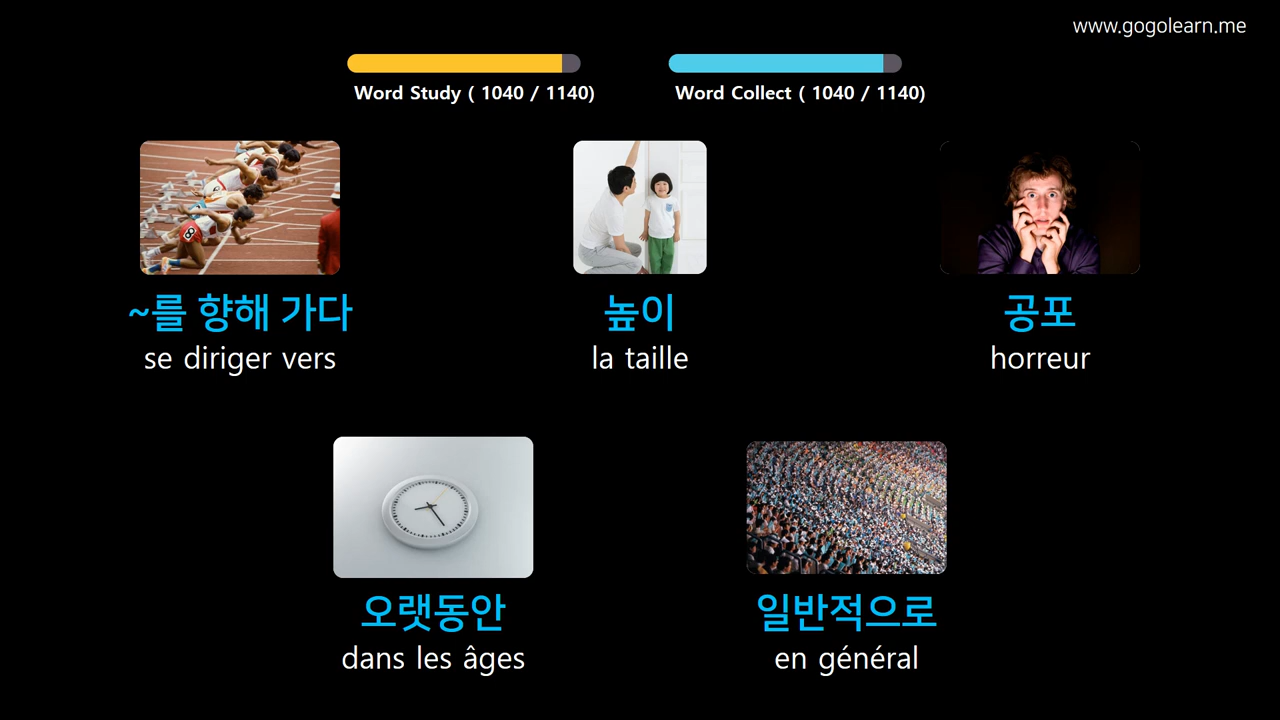 www.gogolearn.me
Word Study ( 1040 / 1140)
Word Collect ( 1040 / 1140)
~를 향해 가다
se diriger vers
높이
la taille
공포
horreur
오랫동안
dans les âges
일반적으로
en général